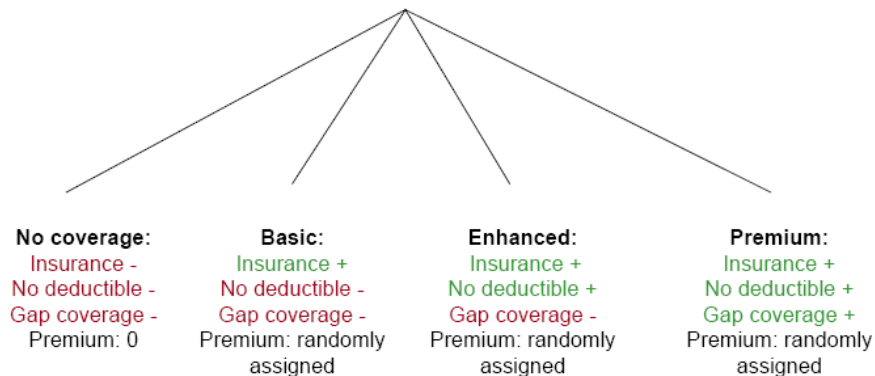 No coverage:
Insurance -
No deductible -
Gap coverage -
Premium: 0
Basic:
Insurance +
No deductible -
Gap coverage -
Premium: randomly
assigned
Enhanced:
Insurance +
No deductible +
Gap coverage -
Premium: randomly
assigned
Premium:
Insurance +
No deductible +
Gap coverage +
Premium: randomly
assigned